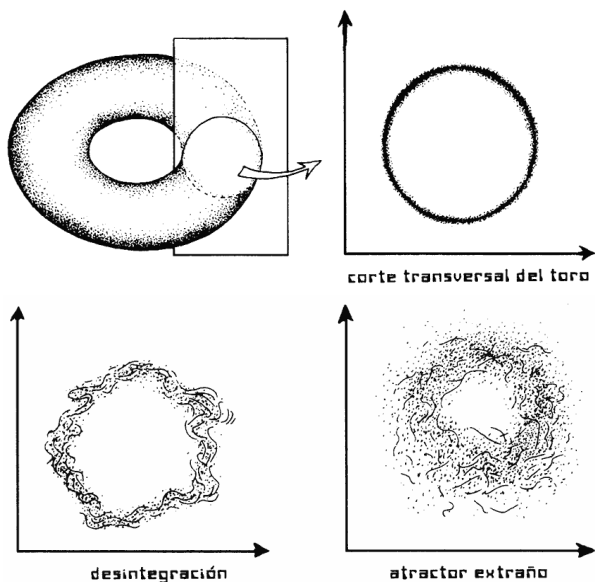 corte transversal del toro
desintegración
atractor extraño